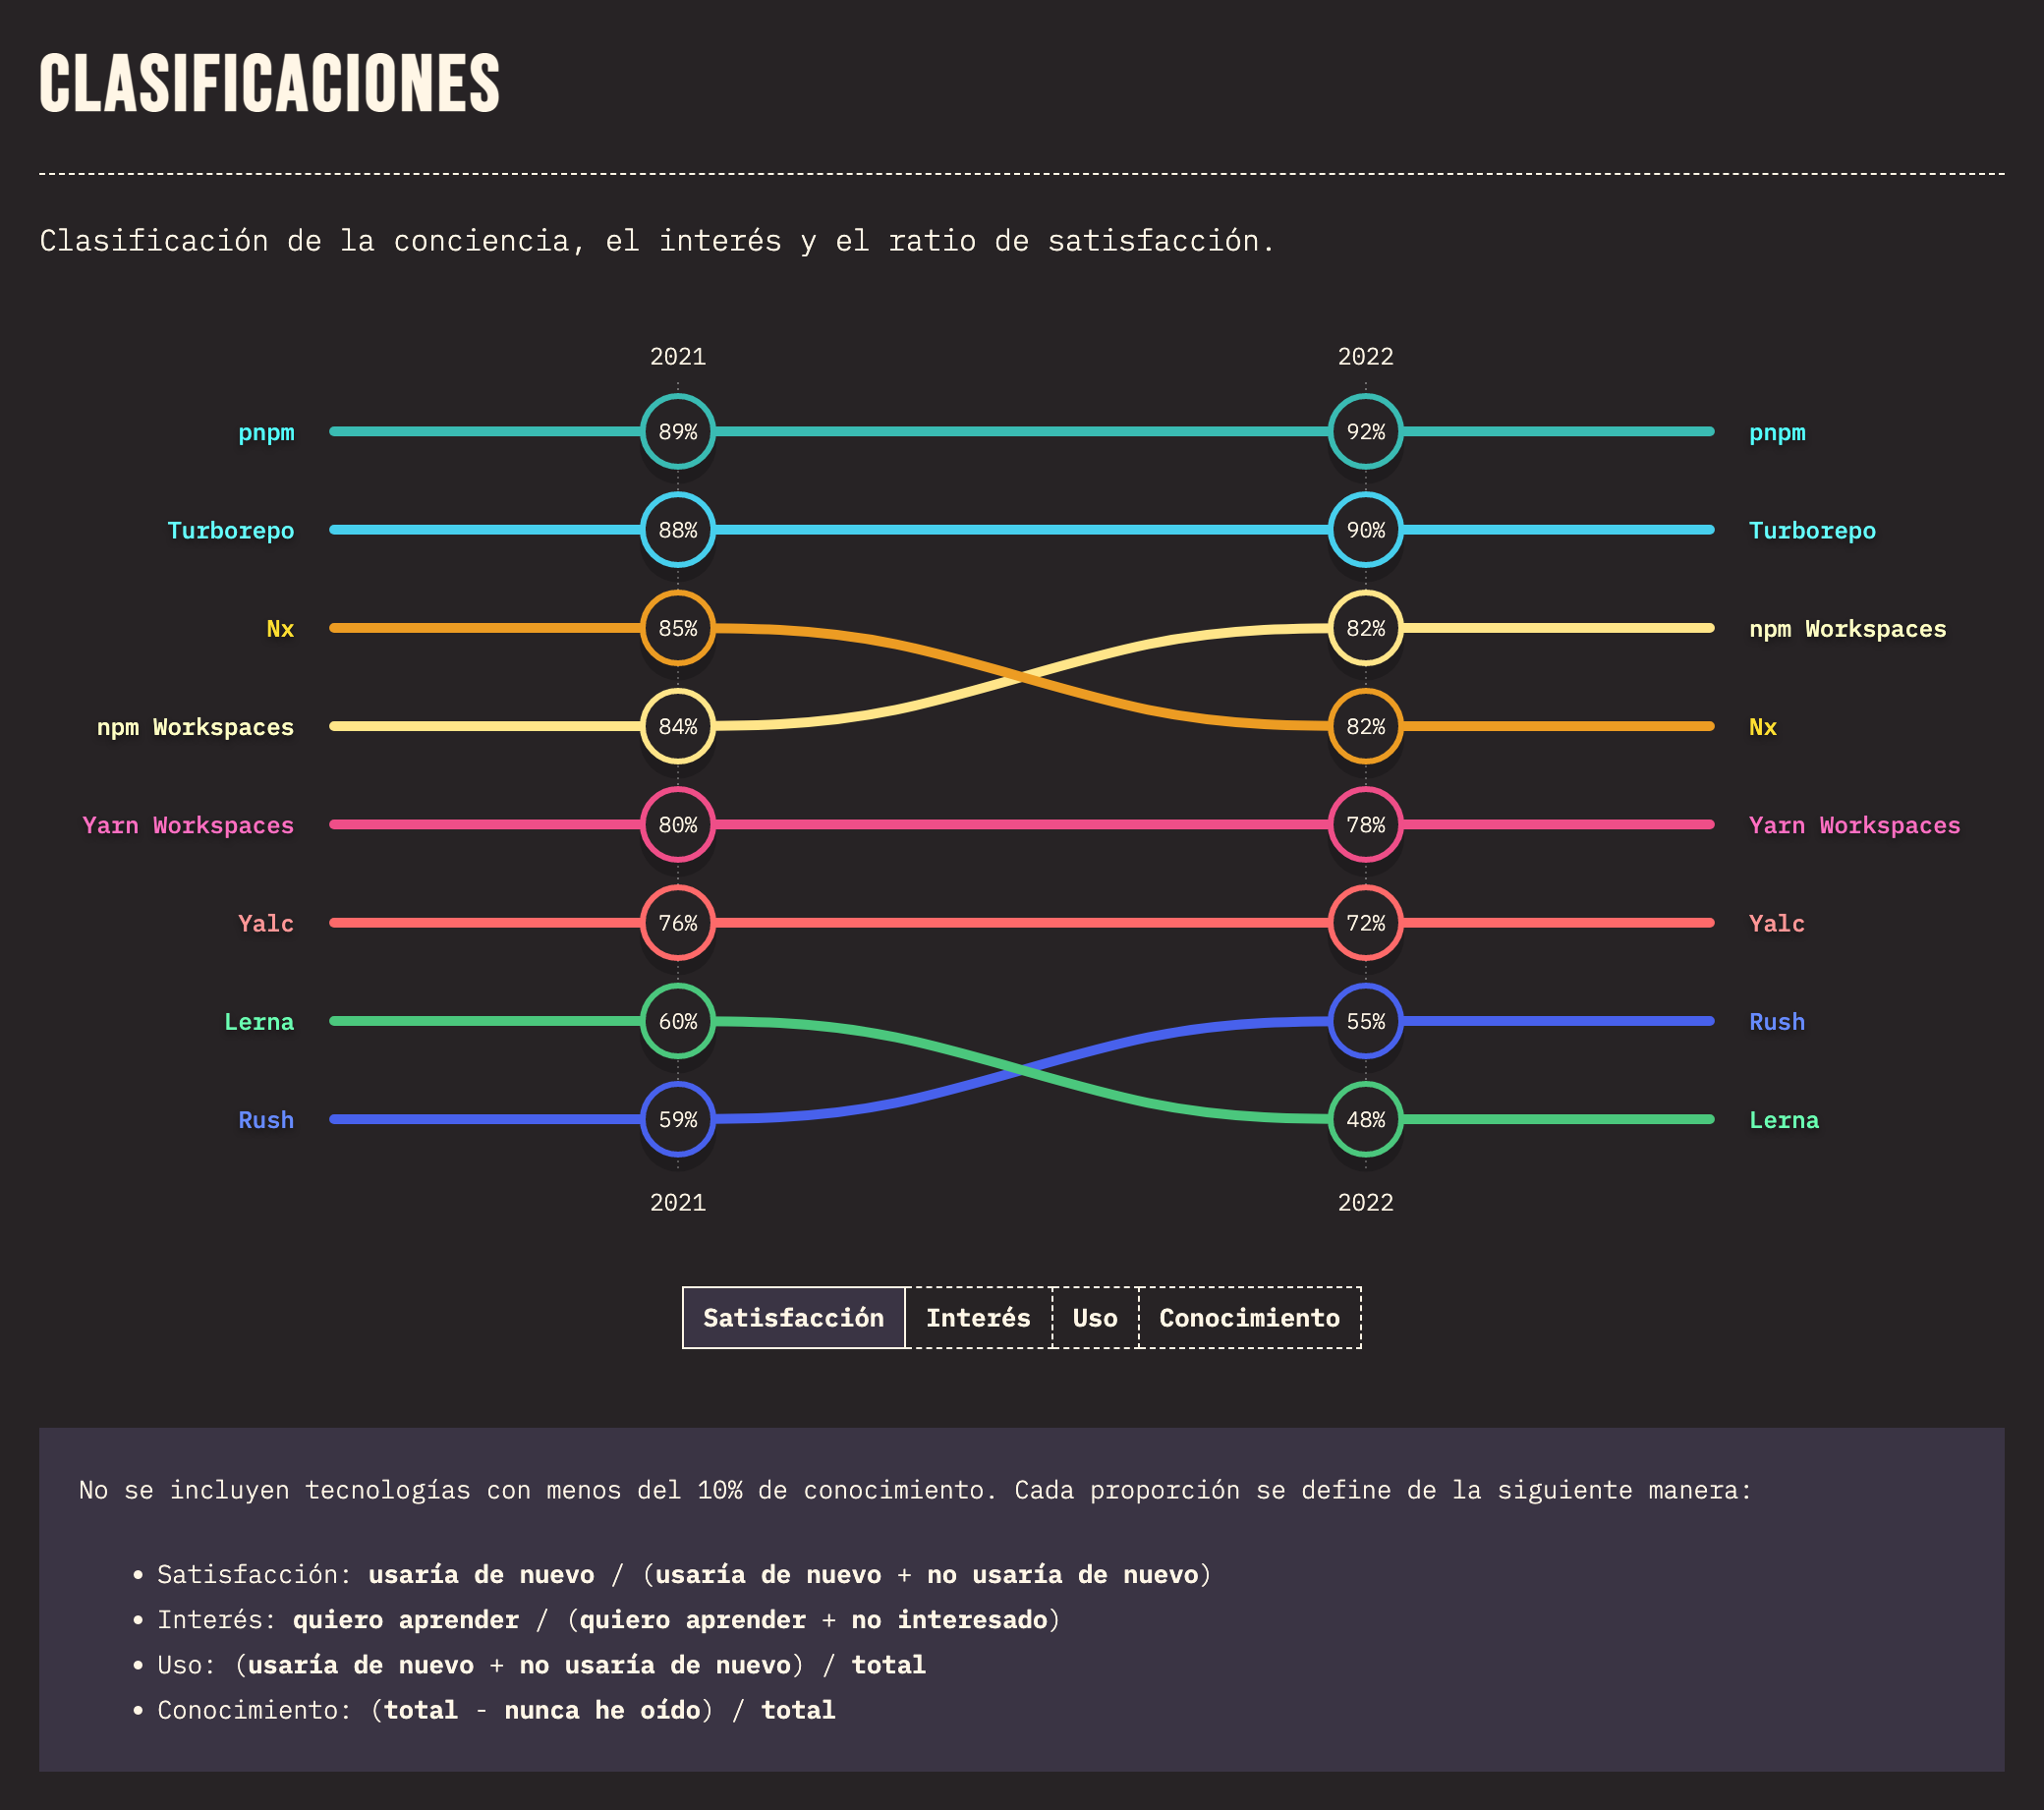 CLASIFICACIONES
Clasificación de la conciencia, el interés y el ratio de satisfacción.
2021 2022
pnpm 89% 92% pnpm
Turborepo 88% 90% Turborepo
Nx 85% 82% npm Workspaces
npm Workspaces 84% 82% Nx
Yarn Workspaces 80% 78% Yarn Workspaces
Yalc 76% 72% Yalc
Lerna 60% 55% Rush
Rush 59% 48% Lerna
2021 2022
Satisfacción Interés Uso Conocimiento
No se incluyen tecnologías con menos del 10% de conocimiento. Cada proporción se define de la siguiente manera:
• Satisfacción: usaría de nuevo / (usaría de nuevo + no usaría de nuevo)
• Interés: quiero aprender / (quiero aprender + no interesado)
• Uso: (usaría de nuevo + no usaría de nuevo) / total
• Conocimiento: (total - nunca he oído) / total